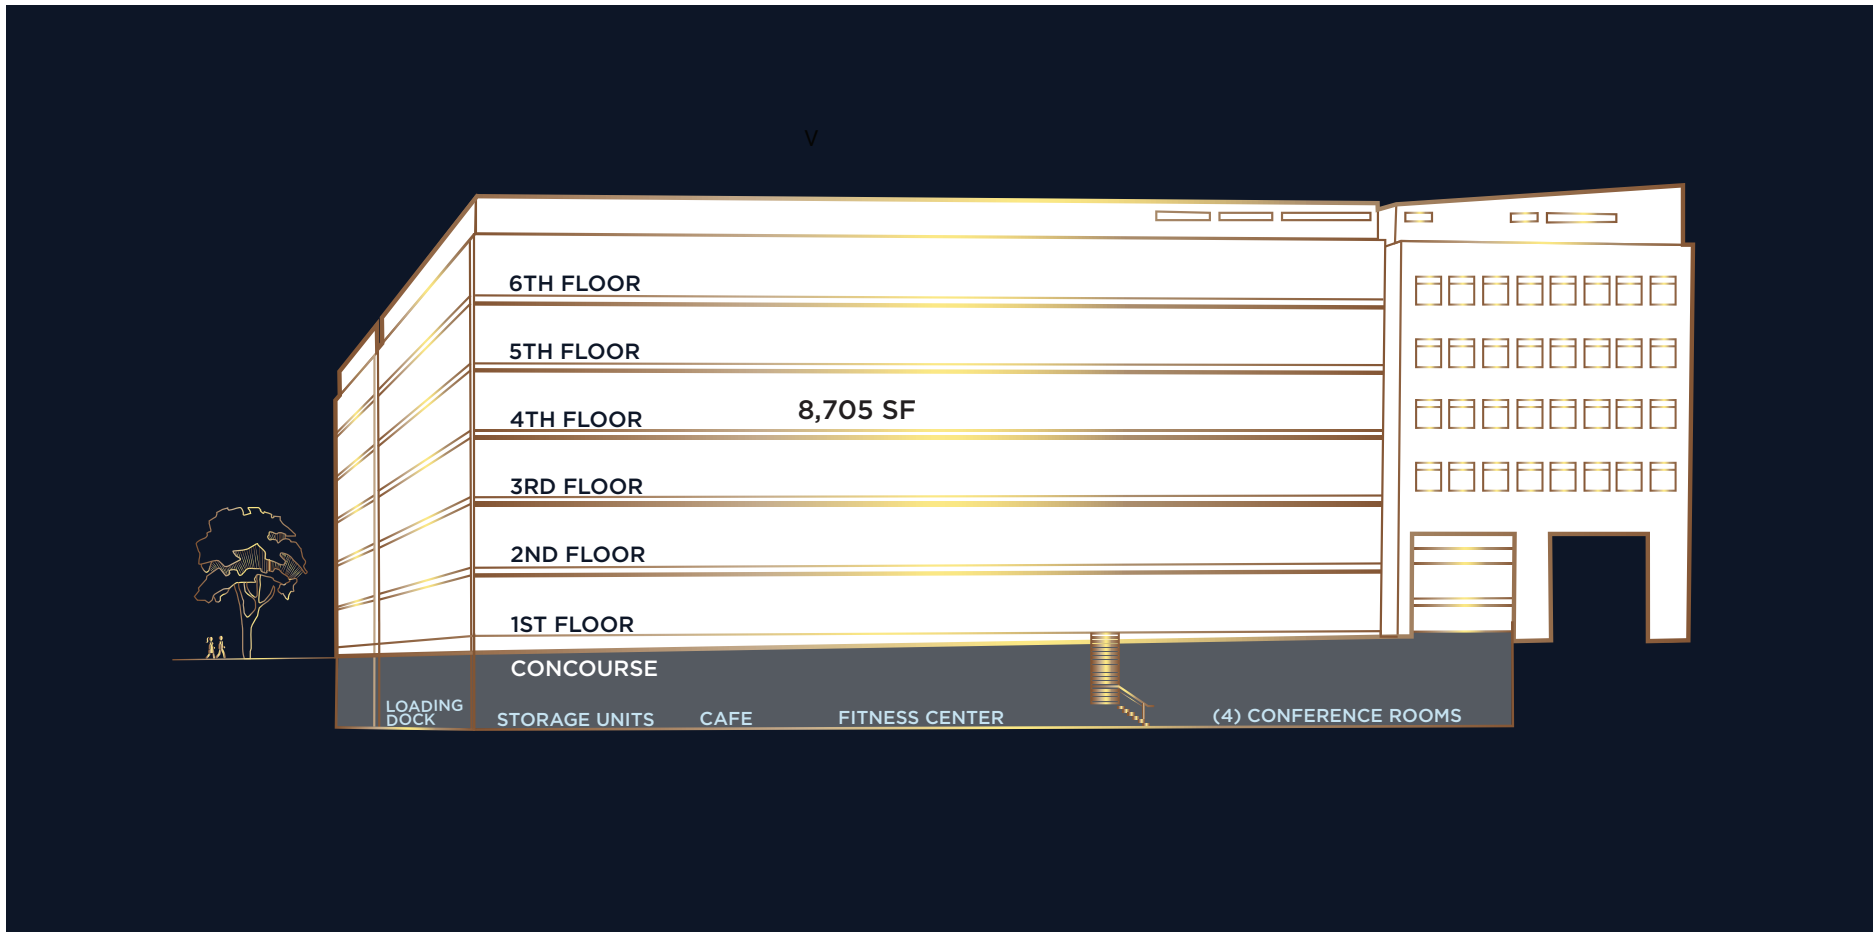 V
6TH FLOOR
5TH FLOOR
4TH FLOOR 8,705 SF
3RD FLOOR
2ND FLOOR
1ST FLOOR
CONCOURSE
LOADING
DOCK
STORAGE UNITS CAFE FITNESS CENTER (4) CONFERENCE ROOMS